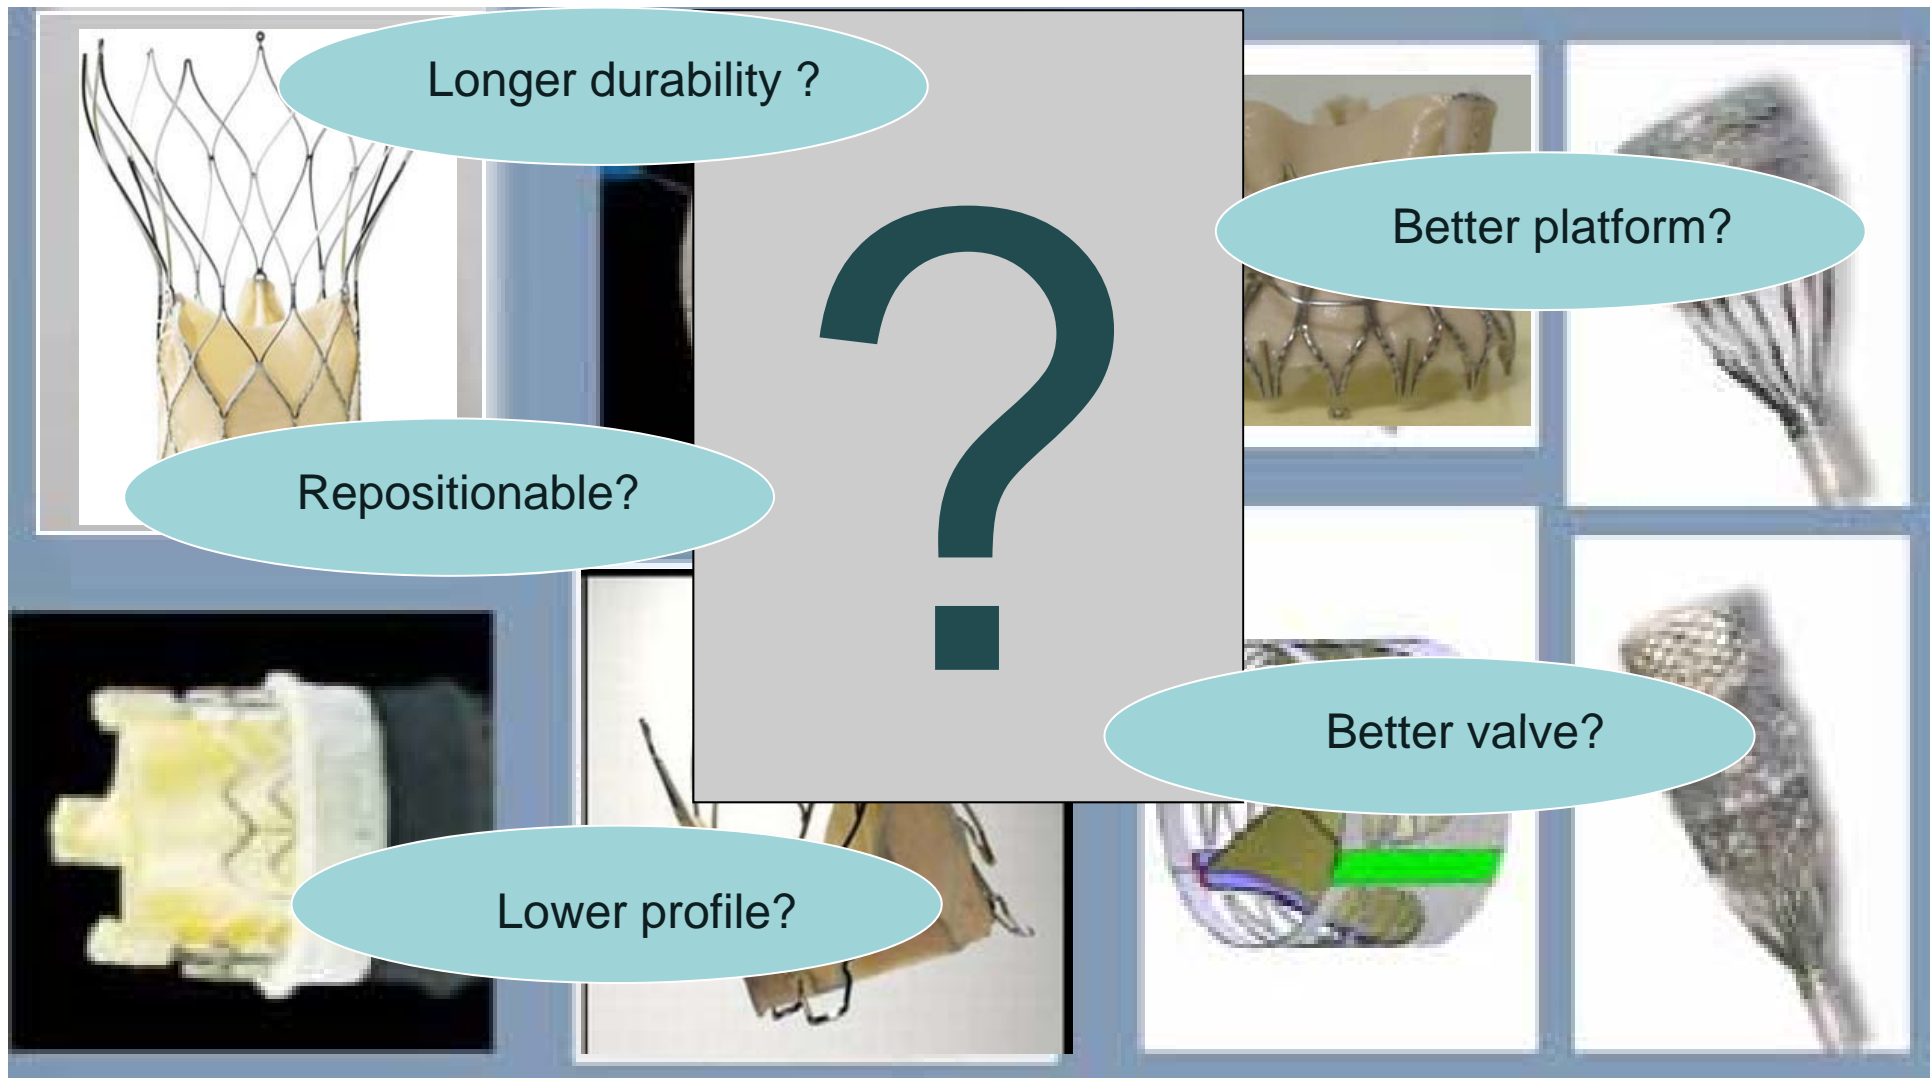 Longer durability ?
Better platform?
?
Repositionable?
Better valve?
Lower profile?